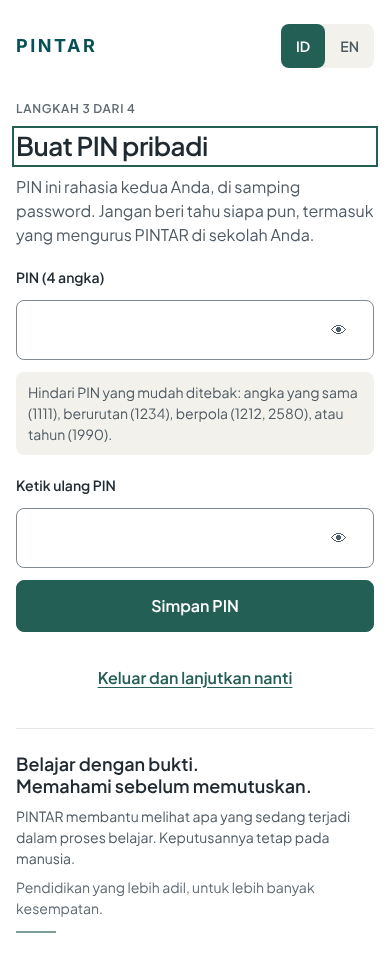 PINTAR
ID
EN
LANGKAH 3 DARI 4
Buat PIN pribadi
PIN ini rahasia kedua Anda, di samping
password. Jangan beri tahu siapa pun, termasuk
yang mengurus PINTAR di sekolah Anda.
PIN (4 angka)
Hindari PIN yang mudah ditebak: angka yang sama
(1111), berurutan (1234), berpola (1212, 2580), atau
tahun (1990).
Ketik ulang PIN
Simpan PIN
Keluar dan lanjutkan nanti
Belajar dengan bukti.
Memahami sebelum memutuskan.
PINTAR membantu melihat apa yang sedang terjadi
dalam proses belajar. Keputusannya tetap pada
manusia.
Pendidikan yang lebih adil, untuk lebih banyak
kesempatan.